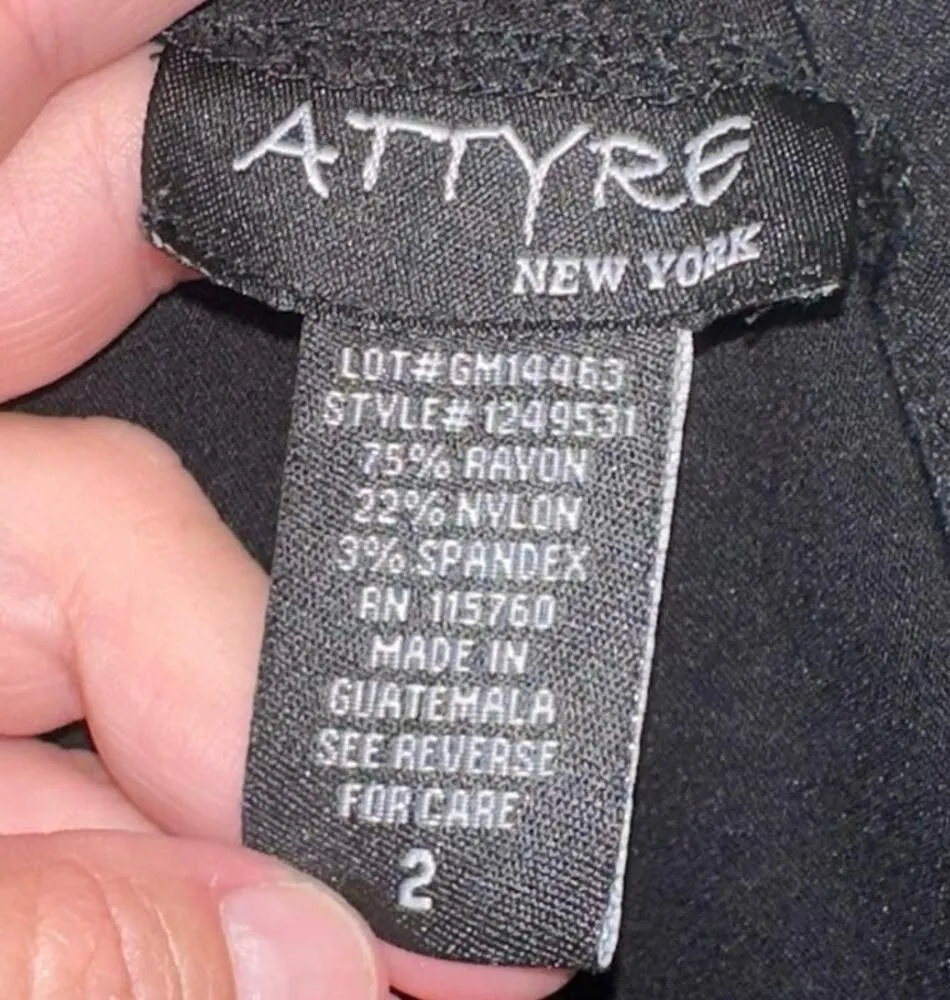 ATTYRE
NEW YORK
LOT#GM14463
STYLE#1249531
75% RAYON
22% NYLON
3% SPANDEX
RN 115760
MADE IN
GUATEMALA
SEE REVERSE
FOR CARE
2